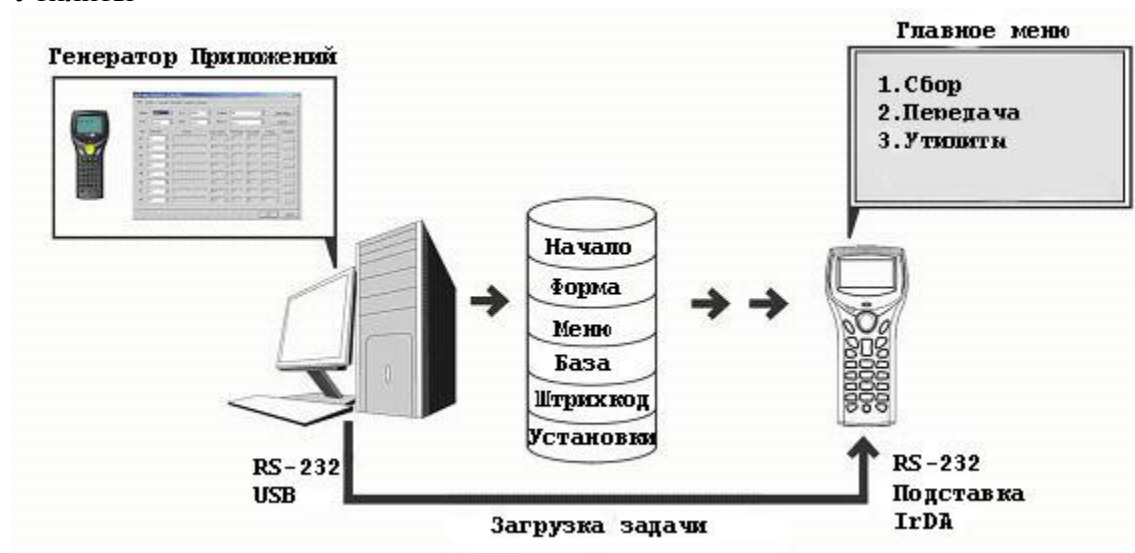 Утилиты
Генератор Приложений
Главное меню
1.Сбор
2.Передача
3.Утилиты
Начало
Форма
Меню
База
Штрихкод
Установки
RS-232
USB
RS-232
Подставка
IrDA
Загрузка задачи